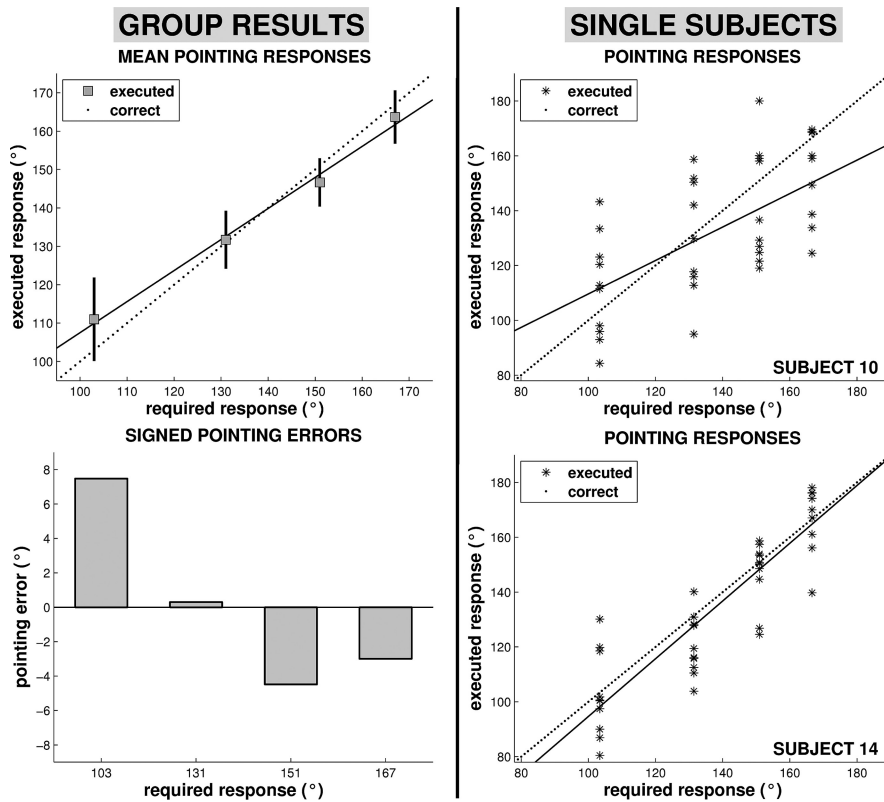 GROUP RESULTS
MEAN POINTING RESPONSES
executed
correct
170
160
150
140
130
120
110
100
executed response (°)
100 110 120 130 140 150 160 170
required response (°)
SIGNED POINTING ERRORS
8
6
4
2
0
−2
−4
−6
−8
pointing error (°)
103 131 151 167
required response (°)
SINGLE SUBJECTS
POINTING RESPONSES
executed
correct
180
160
140
120
100
80
executed response (°)
SUBJECT 10
80 100 120 140 160 180
required response (°)
POINTING RESPONSES
executed
correct
180
160
140
120
100
80
executed response (°)
SUBJECT 14
80 100 120 140 160 180
required response (°)